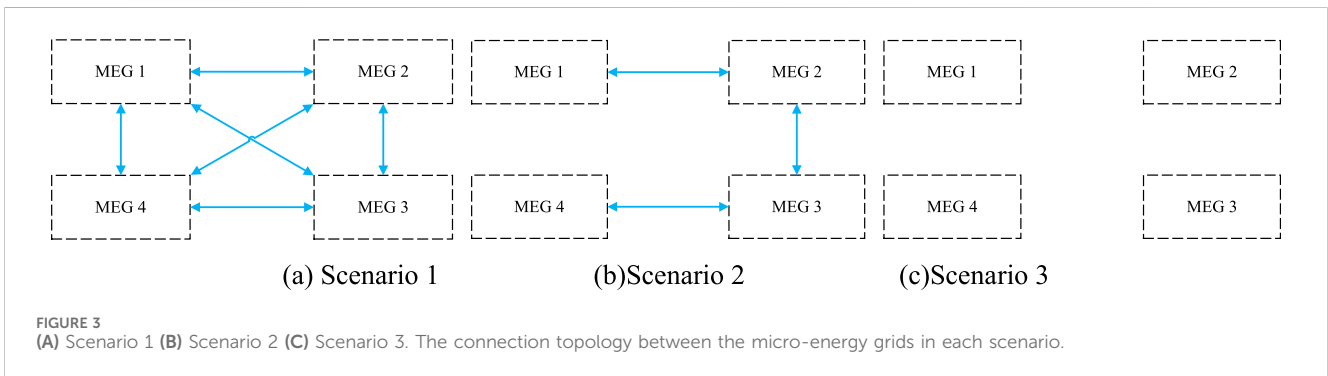 MEG 1 MEG 2 MEG 1 MEG 2 MEG 1 MEG 2
MEG 4 MEG 3 MEG 4 MEG 3 MEG 4 MEG 3
(a) Scenario 1 (b)Scenario 2 (c)Scenario 3
FIGURE 3
(A) Scenario 1 (B) Scenario 2 (C) Scenario 3. The connection topology between the micro-energy grids in each scenario.